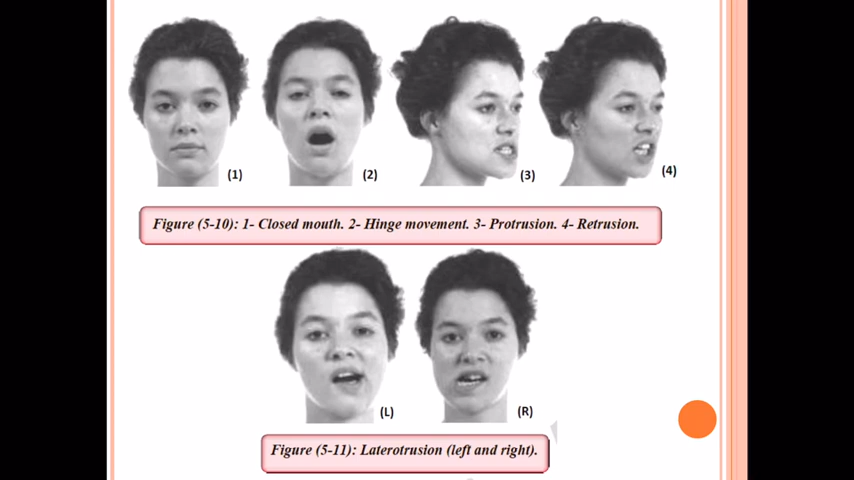 (1) (2) (3) (4)
Figure (5-10): 1- Closed mouth. 2- Hinge movement. 3- Protrusion. 4- Retrusion.
(L) (R)
Figure (5-11): Laterotrusion (left and right).